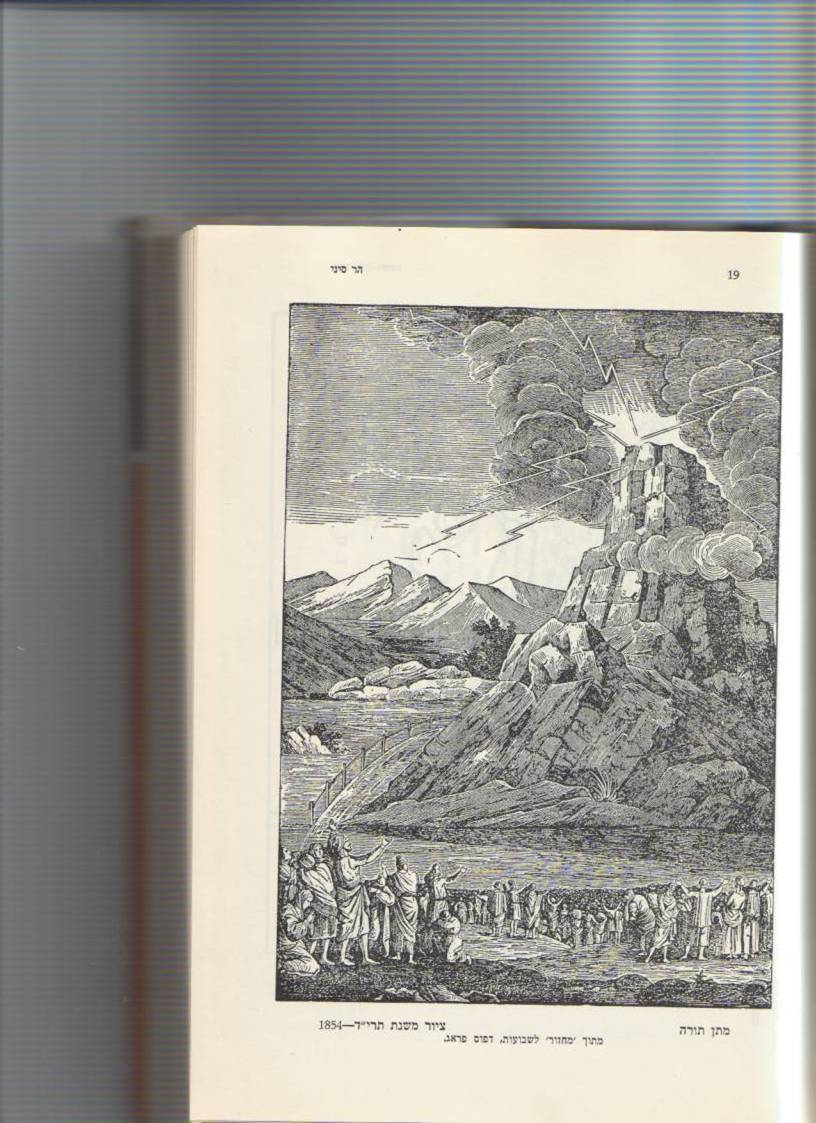 הר סיני
19
מתן תורה
ציור משנת תרי״ד—1854
מתוך ׳מחזור׳ לשבועות, דפוס פראג.